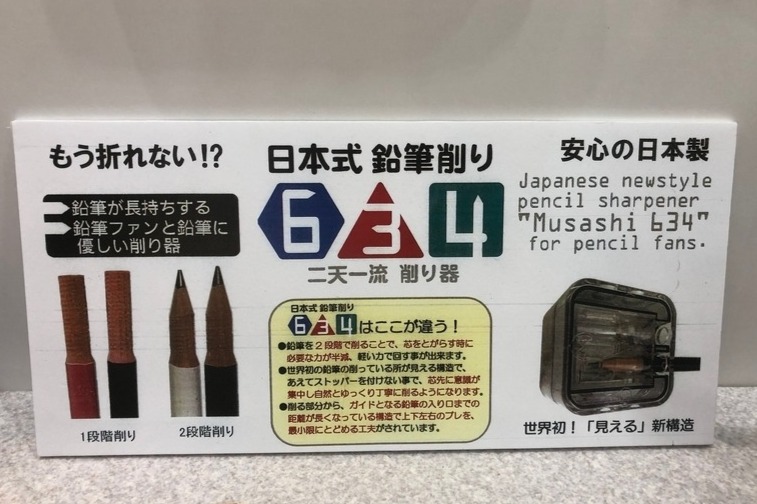 もう折れない!?
日本式 鉛筆削り
安心の日本製
鉛筆が長持ちする
鉛筆ファンと鉛筆に
優しい削り器
634
二天一流 削り器
Japanese newstyle
pencil sharpener
"Musashi 634"
for pencil fans.
日本式 鉛筆削り
634はここが違う!
●鉛筆を2段階で削ることで、芯をとがらす時に
必要な力が半減、軽い力で回す事が出来ます。
●世界初の鉛筆の削っている所が見える構造で、
あえてストッパーを付けない事で、芯先に意識が
集中し自然とゆっくり丁寧に削るようになります。
●削る部分から、ガイドとなる鉛筆の入り口までの
距離が長くなっている構造で上下左右のブレを、
最小限にとどめる工夫がされています。
1段階削り
2段階削り
世界初!「見える」新構造